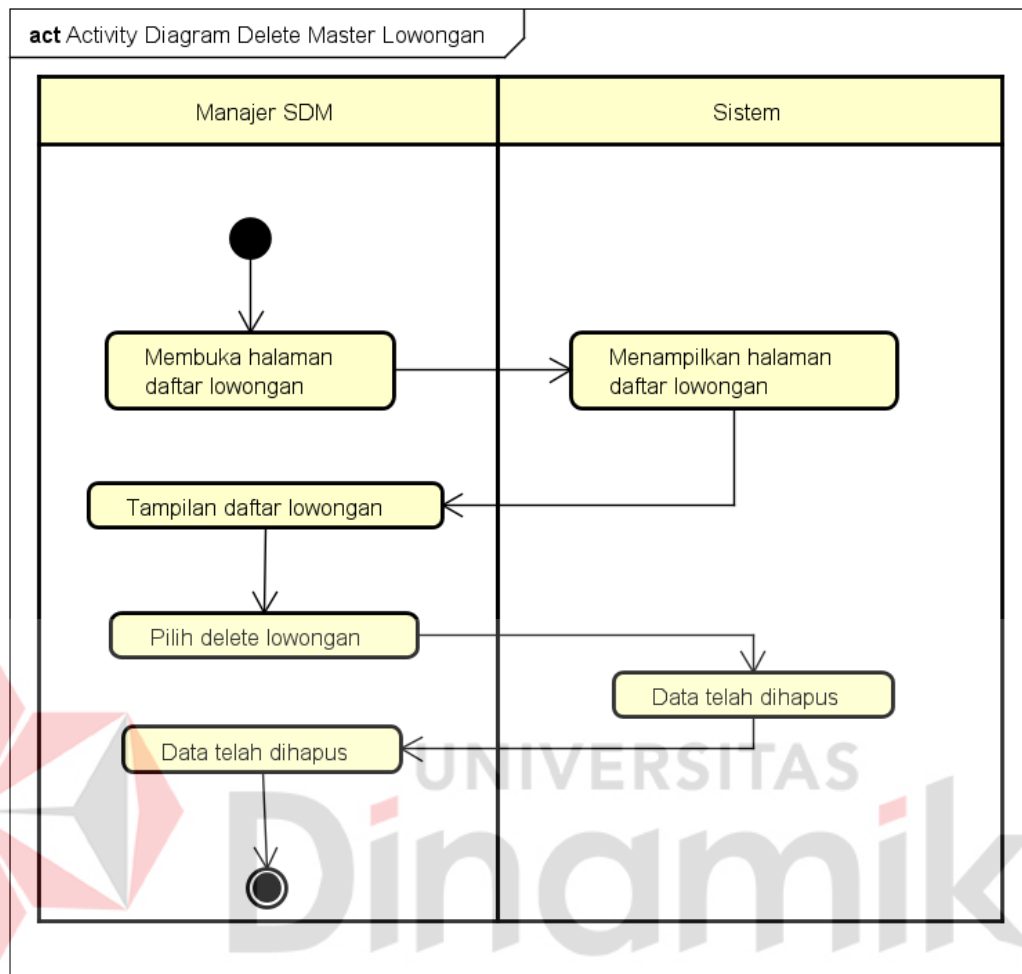 act Activity Diagram Delete Master Lowongan
Manajer SDM
Sistem
Membuka halaman
daftar lowongan
Menampilkan halaman
daftar lowongan
Tampilan daftar lowongan
Pilih delete lowongan
Data telah dihapus
Data telah dihapus
UNIVERSITAS
Dinamik